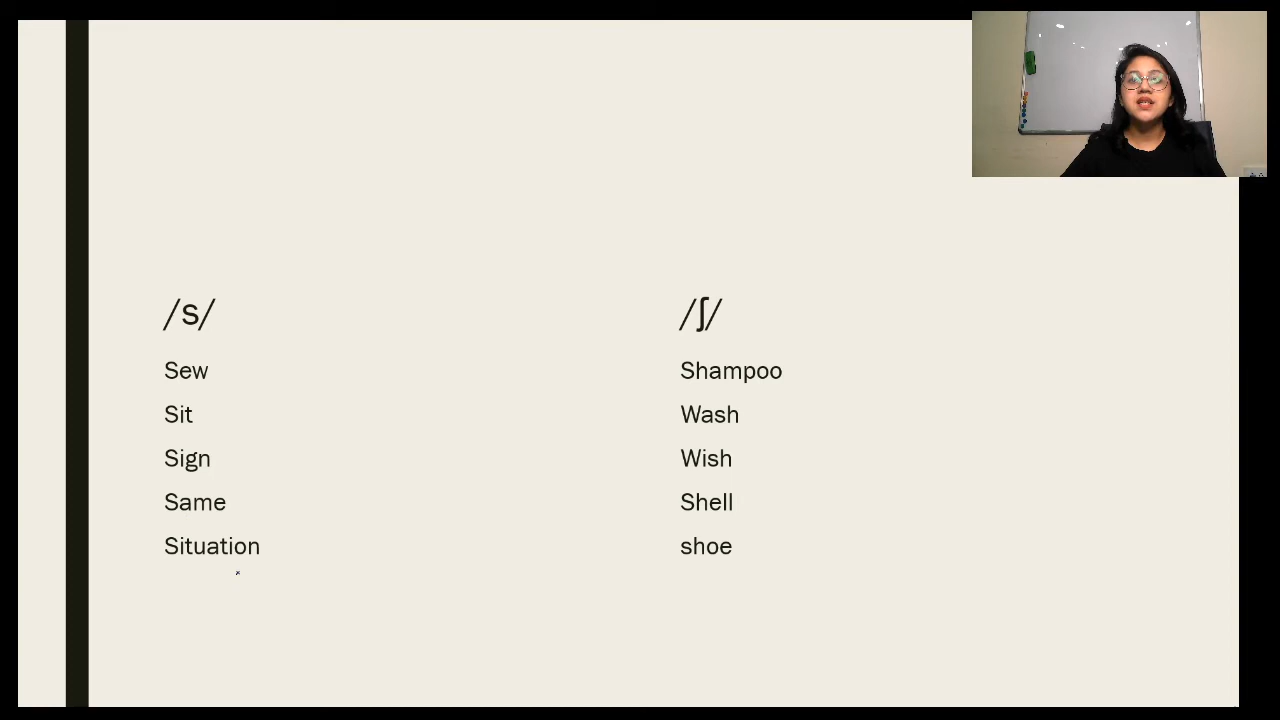 /s/
Sew
Sit
Sign
Same
Situation
/ʃ/
Shampoo
Wash
Wish
Shell
shoe